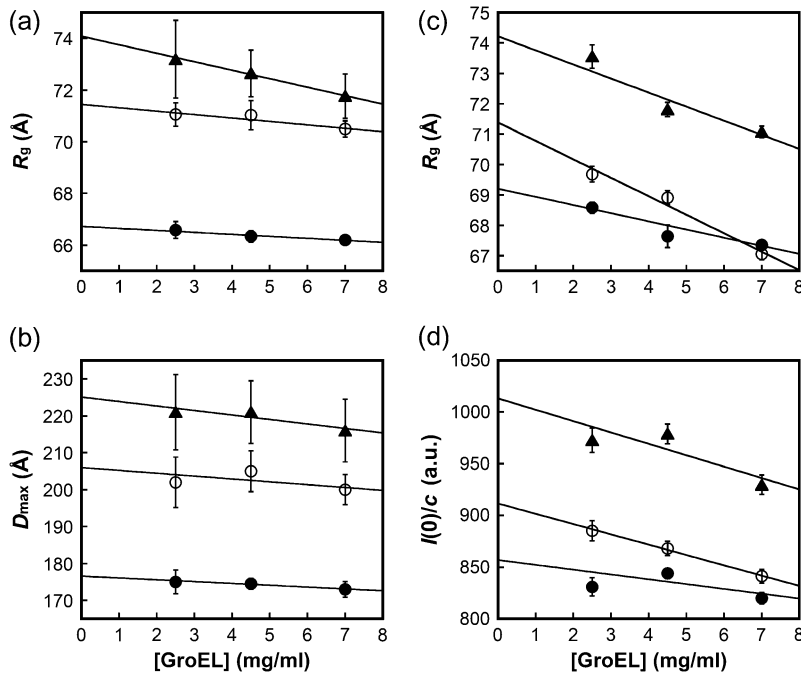 (a)
74
72
70
68
66
Rg (Å)
0 1 2 3 4 5 6 7 8
(c)
75
74
73
72
71
70
69
68
67
Rg (Å)
0 1 2 3 4 5 6 7 8
(b)
230
220
210
200
190
180
170
Dmax (Å)
0 1 2 3 4 5 6 7 8
[GroEL] (mg/ml)
(d)
1050
1000
950
900
850
800
I(0)/c (a.u.)
0 1 2 3 4 5 6 7 8
[GroEL] (mg/ml)